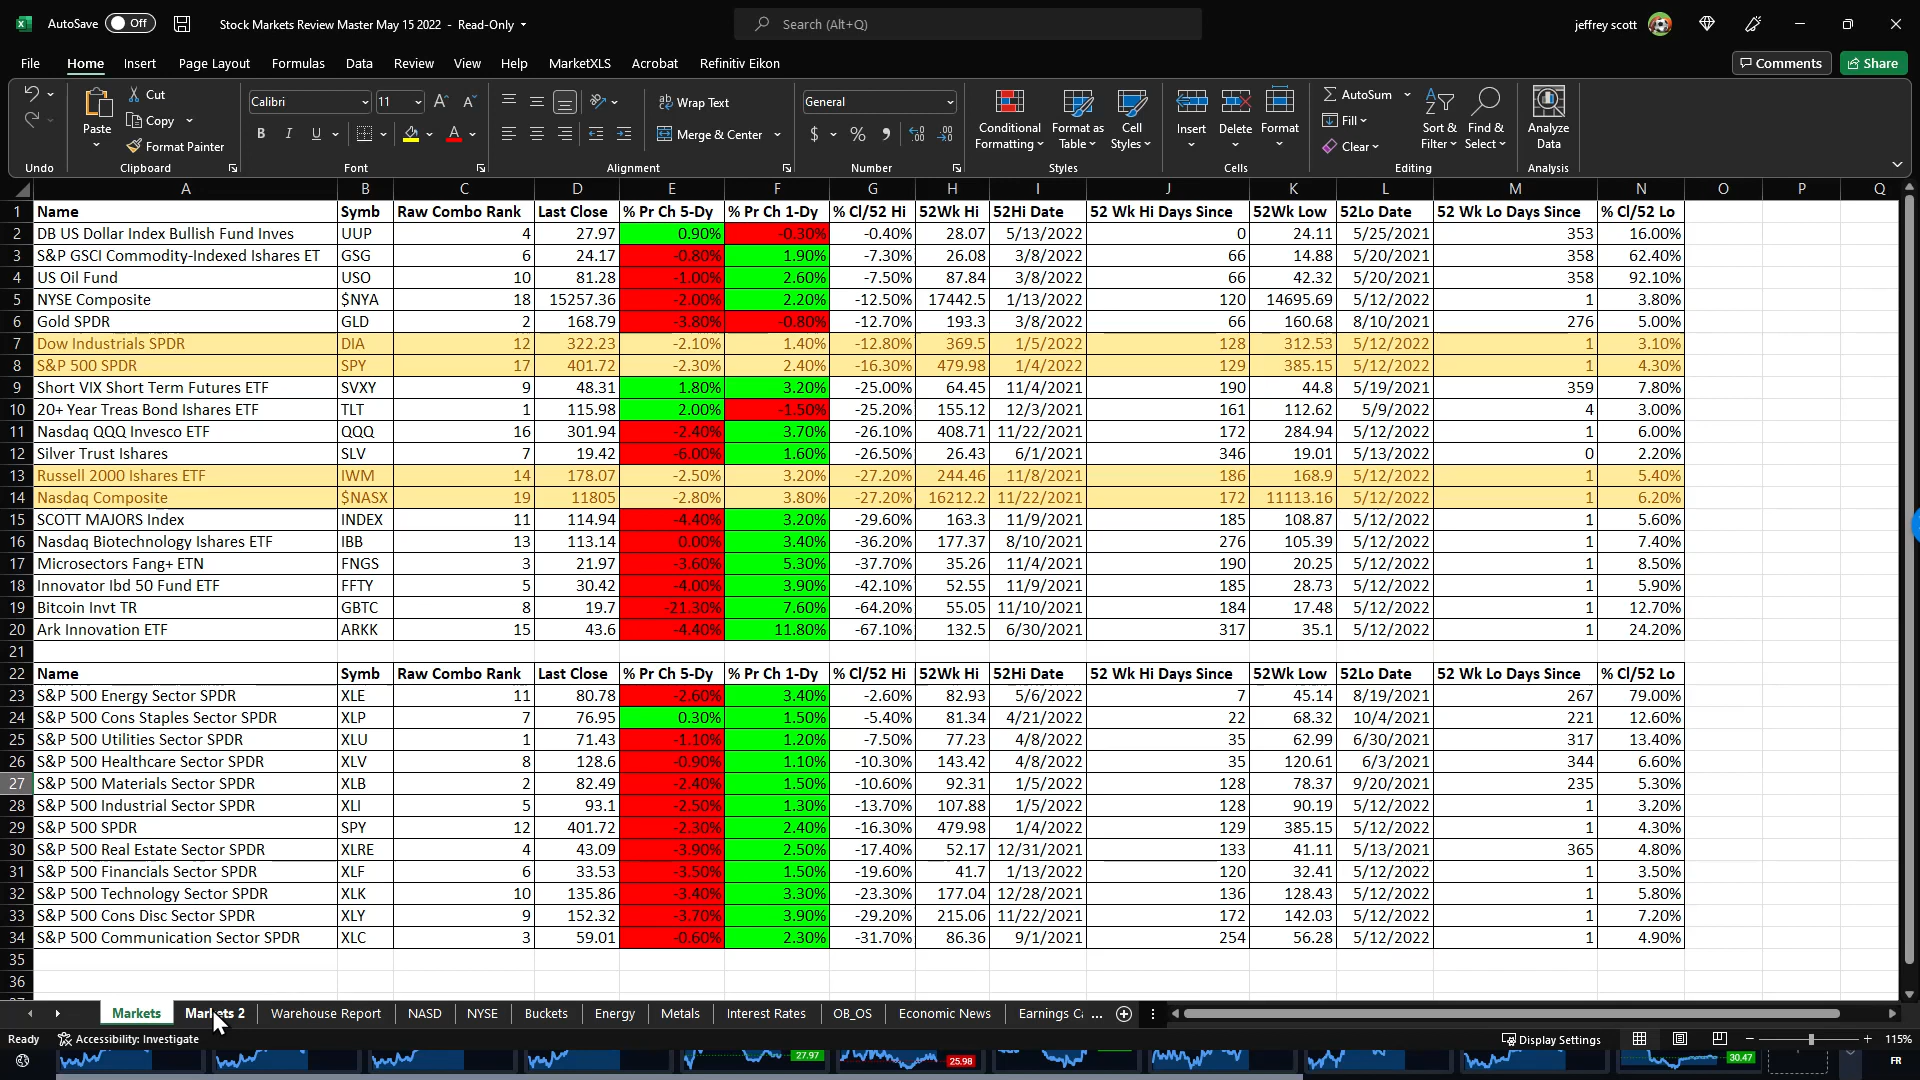 AutoSave Off Stock Markets Review Master May 15 2022 - Read-Only Search (Alt+Q) jeffrey scott
File Home Insert Page Layout Formulas Data Review View Help MarketXLS Acrobat Refinitiv Eikon Comments Share
Paste Cut Copy Format Painter Calibri 11 Wrap Text Merge & Center General Conditional Formatting Format as Table Cell Styles Insert Delete Format AutoSum Fill Clear Sort & Filter Find & Select Analyze Data
Undo Clipboard Font Alignment Number Styles Cells Editing Analysis
A B C D E F G H I J K L M N O P Q
1 Name Symb Raw Combo Rank Last Close % Pr Ch 5-Dy % Pr Ch 1-Dy % Cl/52 Hi 52Wk Hi 52Hi Date 52 Wk Hi Days Since 52Wk Low 52Lo Date 52 Wk Lo Days Since % Cl/52 Lo
2 DB US Dollar Index Bullish Fund Inves UUP 4 27.97 0.90% -0.30% -0.40% 28.07 5/13/2022 0 24.11 5/25/2021 353 16.00%
3 S&P GSCI Commodity-Indexed Ishares ET GSG 6 24.17 -0.80% 1.90% -7.30% 26.08 3/8/2022 66 14.88 5/20/2021 358 62.40%
4 US Oil Fund USO 10 81.28 -1.00% 2.60% -7.50% 87.84 3/8/2022 66 42.32 5/20/2021 358 92.10%
5 NYSE Composite $NYA 18 15257.36 -2.00% 2.20% -12.50% 17442.5 1/13/2022 120 14695.69 5/12/2022 1 3.80%
6 Gold SPDR GLD 2 168.79 -3.80% -0.80% -12.70% 193.3 3/8/2022 66 160.68 8/10/2021 276 5.00%
7 Dow Industrials SPDR DIA 12 322.23 -2.10% 1.40% -12.80% 369.5 1/5/2022 128 312.53 5/12/2022 1 3.10%
8 S&P 500 SPDR SPY 17 401.72 -2.30% 2.40% -16.30% 479.98 1/4/2022 129 385.15 5/12/2022 1 4.30%
9 Short VIX Short Term Futures ETF SVXY 9 48.31 1.80% 3.20% -25.00% 64.45 11/4/2021 190 44.8 5/19/2021 359 7.80%
10 20+ Year Treas Bond Ishares ETF TLT 1 115.98 2.00% -1.50% -25.20% 155.12 12/3/2021 161 112.62 5/9/2022 4 3.00%
11 Nasdaq QQQ Invesco ETF QQQ 16 301.94 -2.40% 3.70% -26.10% 408.71 11/22/2021 172 284.94 5/12/2022 1 6.00%
12 Silver Trust Ishares SLV 7 19.42 -6.00% 1.60% -26.50% 26.43 6/1/2021 346 19.01 5/13/2022 0 2.20%
13 Russell 2000 Ishares ETF IWM 14 178.07 -2.50% 3.20% -27.20% 244.46 11/8/2021 186 168.9 5/12/2022 1 5.40%
14 Nasdaq Composite $NASX 19 11805 -2.80% 3.80% -27.20% 16212.2 11/22/2021 172 11113.16 5/12/2022 1 6.20%
15 SCOTT MAJORS Index INDEX 11 114.94 -4.40% 3.20% -29.60% 163.3 11/9/2021 185 108.87 5/12/2022 1 5.60%
16 Nasdaq Biotechnology Ishares ETF IBB 13 113.14 0.00% 3.40% -36.20% 177.37 8/10/2021 276 105.39 5/12/2022 1 7.40%
17 Microsectors Fang+ ETN FNGS 3 21.97 -3.60% 5.30% -37.70% 35.26 11/4/2021 190 20.25 5/12/2022 1 8.50%
18 Innovator Ibd 50 Fund ETF FFTY 5 30.42 -4.00% 3.90% -42.10% 52.55 11/9/2021 185 28.73 5/12/2022 1 5.90%
19 Bitcoin Invt TR GBTC 8 19.7 -21.30% 7.60% -64.20% 55.05 11/10/2021 184 17.48 5/12/2022 1 12.70%
20 Ark Innovation ETF ARKK 15 43.6 -4.40% 11.80% -67.10% 132.5 6/30/2021 317 35.1 5/12/2022 1 24.20%
21
22 Name Symb Raw Combo Rank Last Close % Pr Ch 5-Dy % Pr Ch 1-Dy % Cl/52 Hi 52Wk Hi 52Hi Date 52 Wk Hi Days Since 52Wk Low 52Lo Date 52 Wk Lo Days Since % Cl/52 Lo
23 S&P 500 Energy Sector SPDR XLE 11 80.78 -2.60% 3.40% -2.60% 82.93 5/6/2022 7 45.14 8/19/2021 267 79.00%
24 S&P 500 Cons Staples Sector SPDR XLP 7 76.95 0.30% 1.50% -5.40% 81.34 4/21/2022 22 68.32 10/4/2021 221 12.60%
25 S&P 500 Utilities Sector SPDR XLU 1 71.43 -1.10% 1.20% -7.50% 77.23 4/8/2022 35 62.99 6/30/2021 317 13.40%
26 S&P 500 Healthcare Sector SPDR XLV 8 128.6 -0.90% 1.10% -10.30% 143.42 4/8/2022 35 120.61 6/3/2021 344 6.60%
27 S&P 500 Materials Sector SPDR XLB 2 82.49 -2.40% 1.50% -10.60% 92.31 1/5/2022 128 78.37 9/20/2021 235 5.30%
28 S&P 500 Industrial Sector SPDR XLI 5 93.1 -2.50% 1.30% -13.70% 107.88 1/5/2022 128 90.19 5/12/2022 1 3.20%
29 S&P 500 SPDR SPY 12 401.72 -2.30% 2.40% -16.30% 479.98 1/4/2022 129 385.15 5/12/2022 1 4.30%
30 S&P 500 Real Estate Sector SPDR XLRE 4 43.09 -3.90% 2.50% -17.40% 52.17 12/31/2021 133 41.11 5/13/2021 365 4.80%
31 S&P 500 Financials Sector SPDR XLF 6 33.53 -3.50% 1.50% -19.60% 41.7 1/13/2022 120 32.41 5/12/2022 1 3.50%
32 S&P 500 Technology Sector SPDR XLK 10 135.86 -3.40% 3.30% -23.30% 177.04 12/28/2021 136 128.43 5/12/2022 1 5.80%
33 S&P 500 Cons Disc Sector SPDR XLY 9 152.32 -3.70% 3.90% -29.20% 215.06 11/22/2021 172 142.03 5/12/2022 1 7.20%
34 S&P 500 Communication Sector SPDR XLC 3 59.01 -0.60% 2.30% -31.70% 86.36 9/1/2021 254 56.28 5/12/2022 1 4.90%
35
36
Markets Markets 2 Warehouse Report NASD NYSE Buckets Energy Metals Interest Rates OB_OS Economic News Earnings Ca ...
Ready Accessibility: Investigate Display Settings 115%
27.97 25.98 30.47 FR